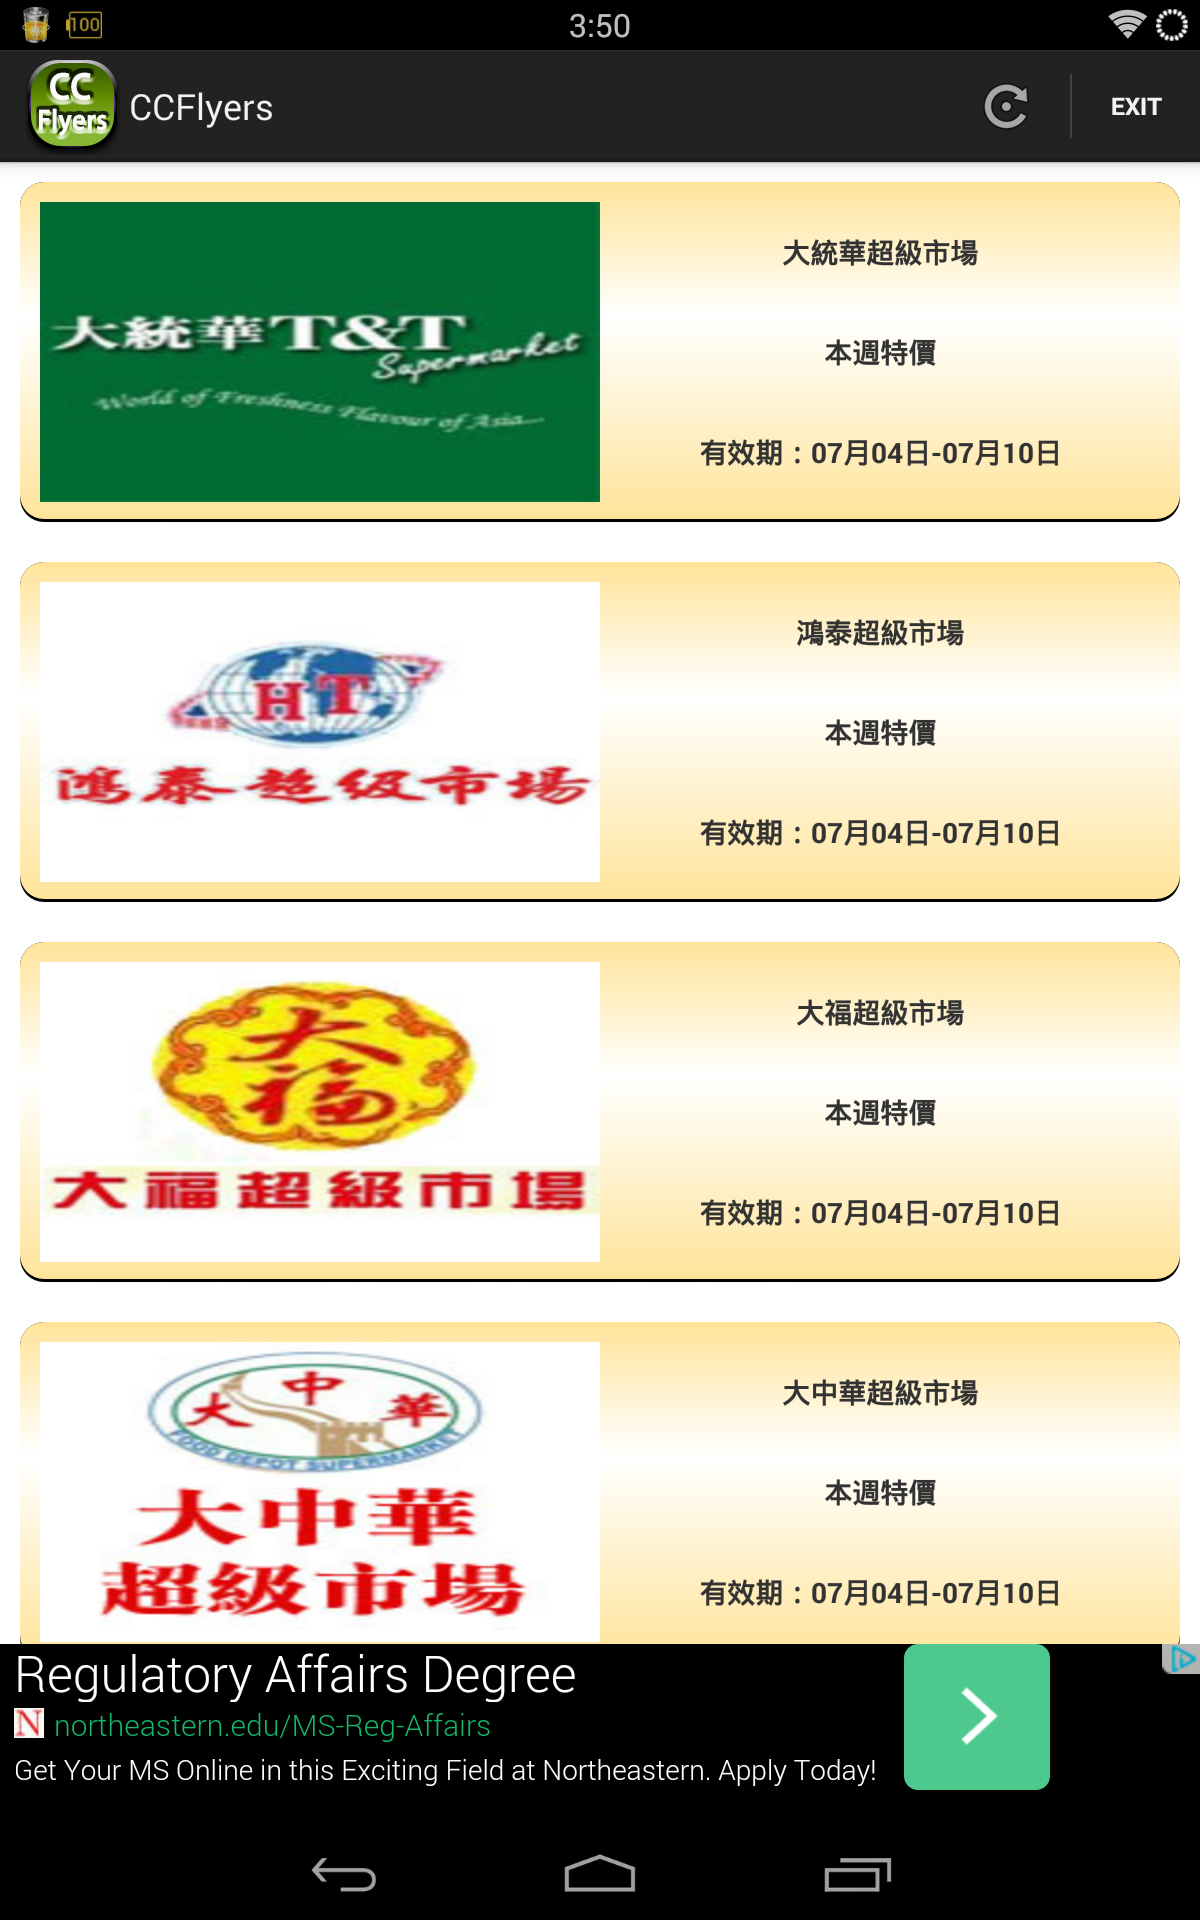 100
3:50
CC
Flyers
CCFlyers
EXIT
大統華T&T
Supermarket
World of Freshness Flavour of Asia
大統華超級市場
本週特價
有效期：07月04日-07月10日
HT
鴻泰超级市場
鴻泰超級市場
本週特價
有效期：07月04日-07月10日
大福
大福超級市場
大福超級市場
本週特價
有效期：07月04日-07月10日
大中華
FOOD DEPOT SUPERMARKET
大中華
超級市場
大中華超級市場
本週特價
有效期：07月04日-07月10日
Regulatory Affairs Degree
N northeastern.edu/MS-Reg-Affairs
Get Your MS Online in this Exciting Field at Northeastern. Apply Today!